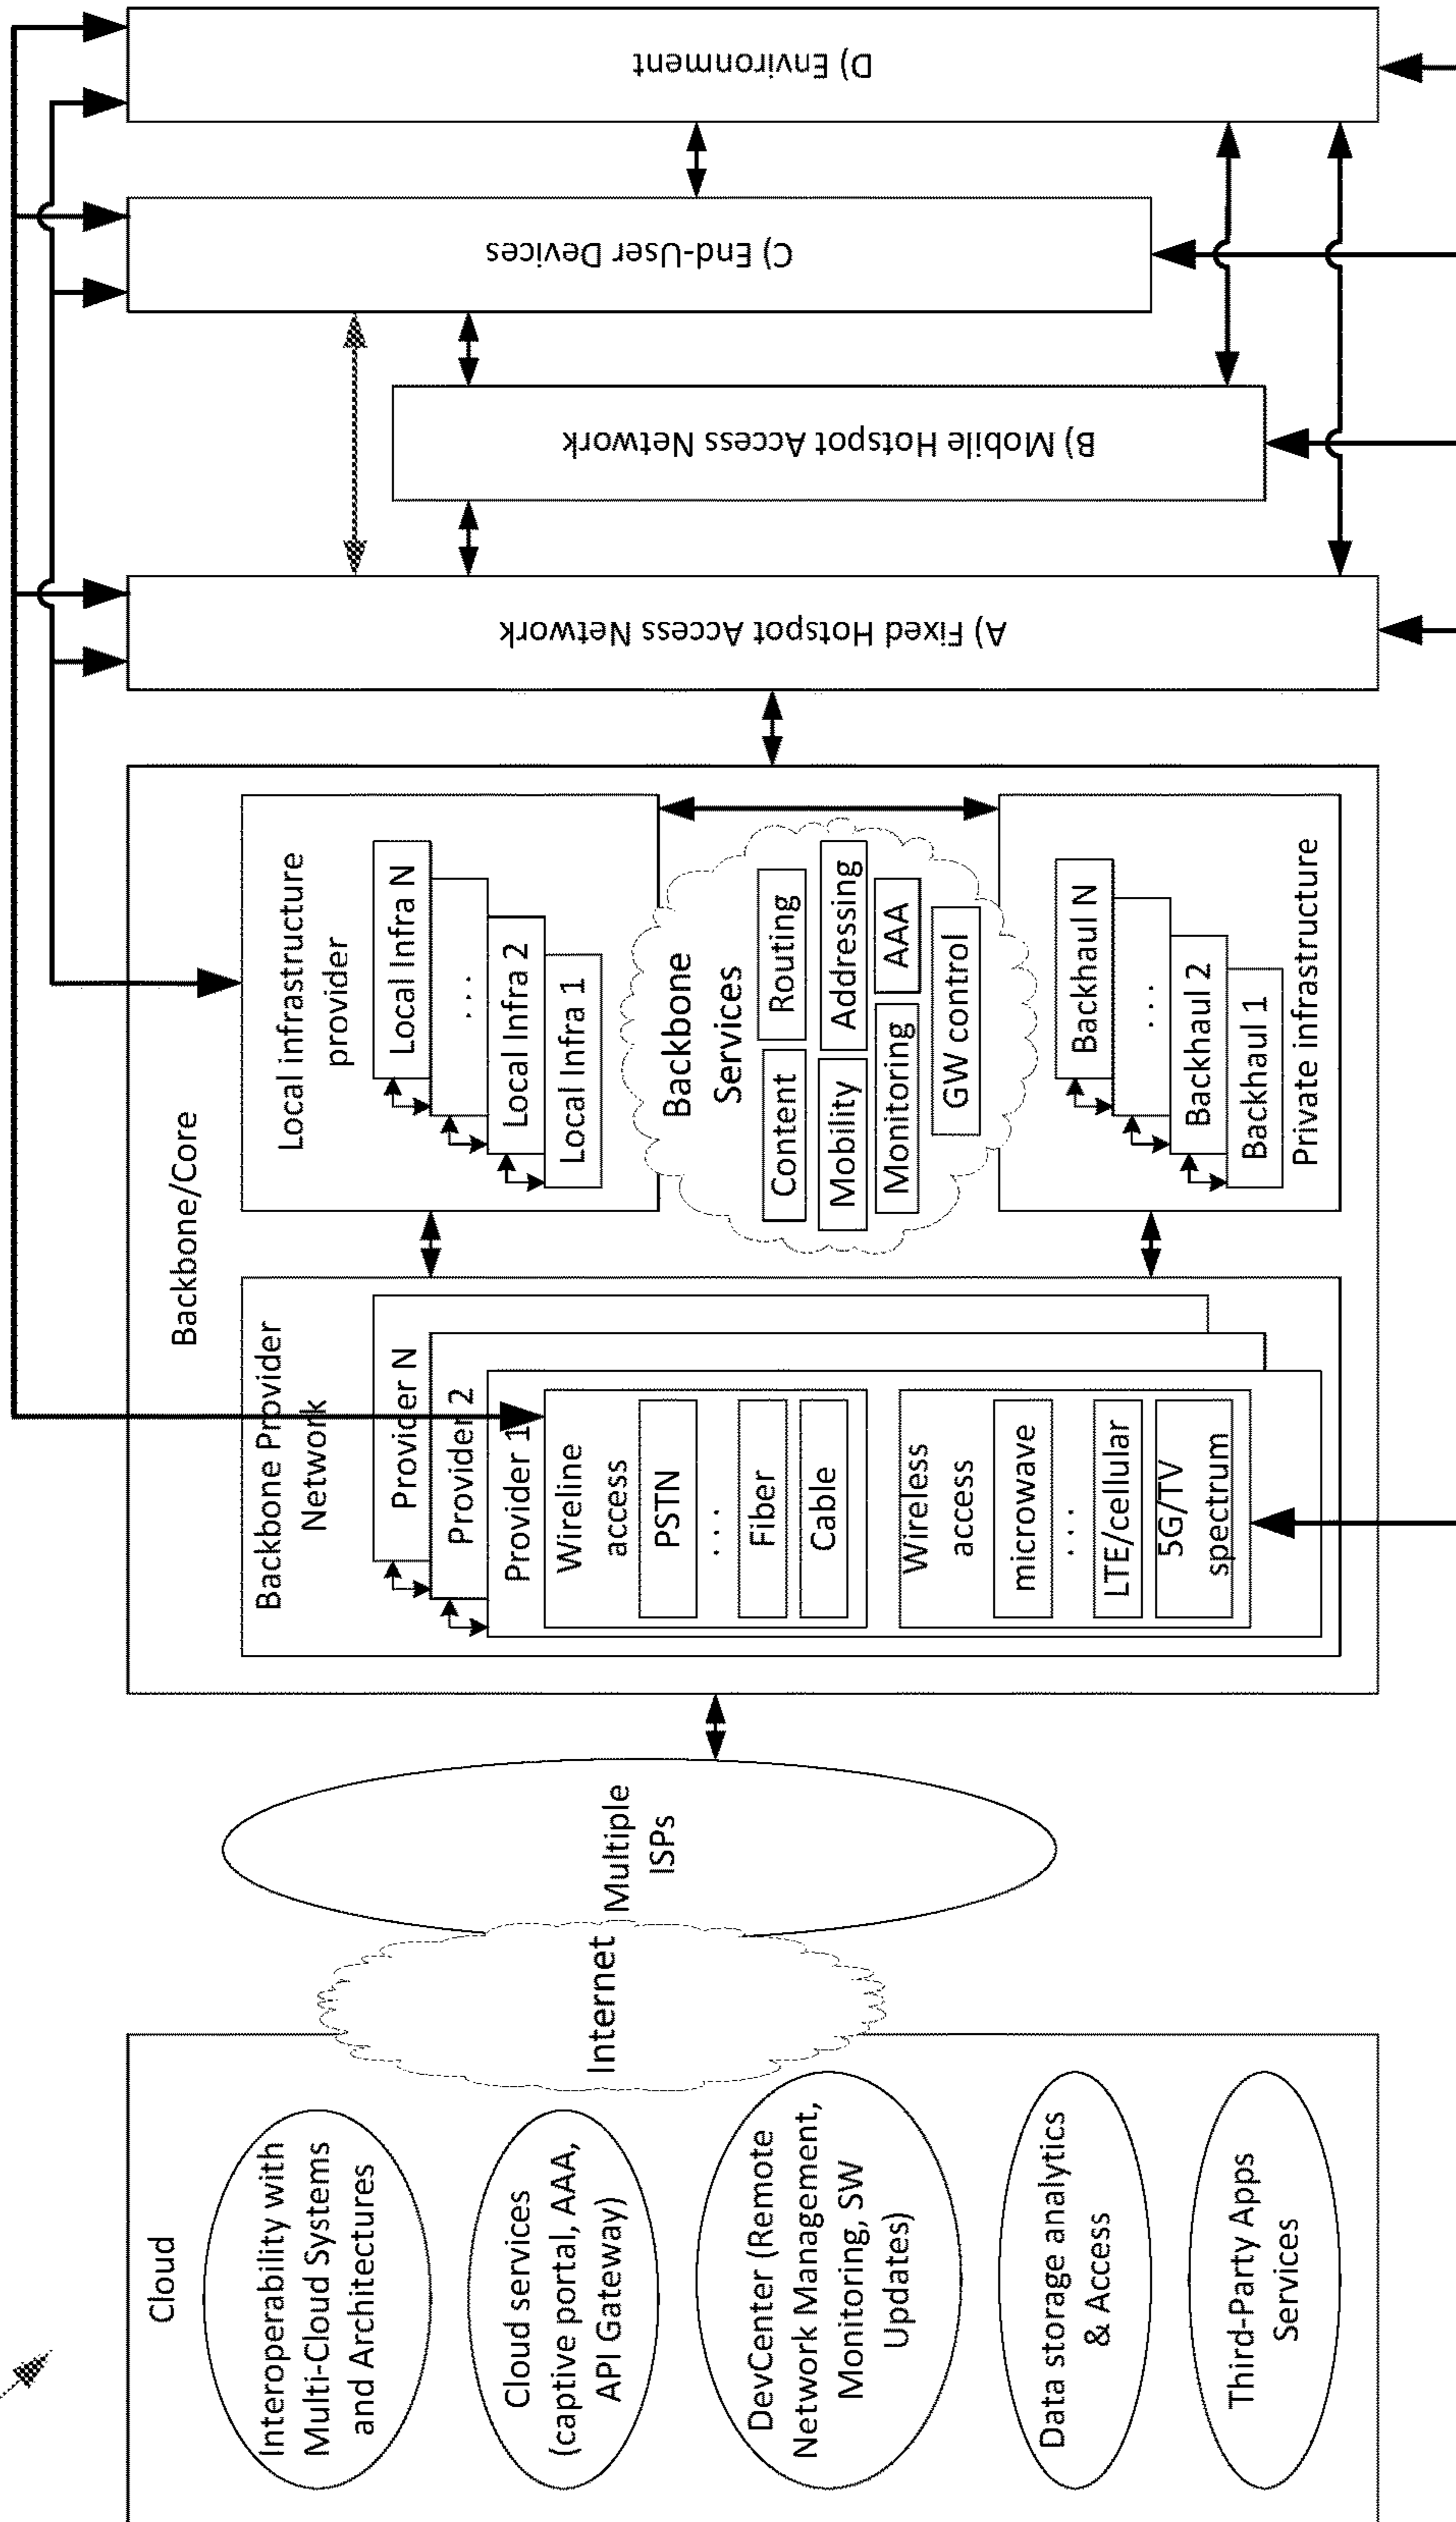 Cloud
Interoperability with
Multi-Cloud Systems
and Architectures
Cloud services
(captive portal, AAA,
API Gateway)
DevCenter (Remote
Network Management,
Monitoring, SW
Updates)
Data storage analytics
& Access
Third-Party Apps
Services
Internet
Multiple
ISPs
Backbone/Core
Backbone Provider
Network
Provider N
Provider 2
Provider 1
Wireline
access
PSTN
...
Fiber
Cable
Wireless
access
microwave
...
LTE/cellular
5G/TV
spectrum
Local infrastructure
provider
Local Infra N
...
Local Infra 2
Local Infra 1
Backbone
Services
Content
Routing
Mobility
Addressing
Monitoring
AAA
GW control
Backhaul N
...
Backhaul 2
Backhaul 1
Private infrastructure
A) Fixed Hotspot Access Network
B) Mobile Hotspot Access Network
C) End-User Devices
D) Environment